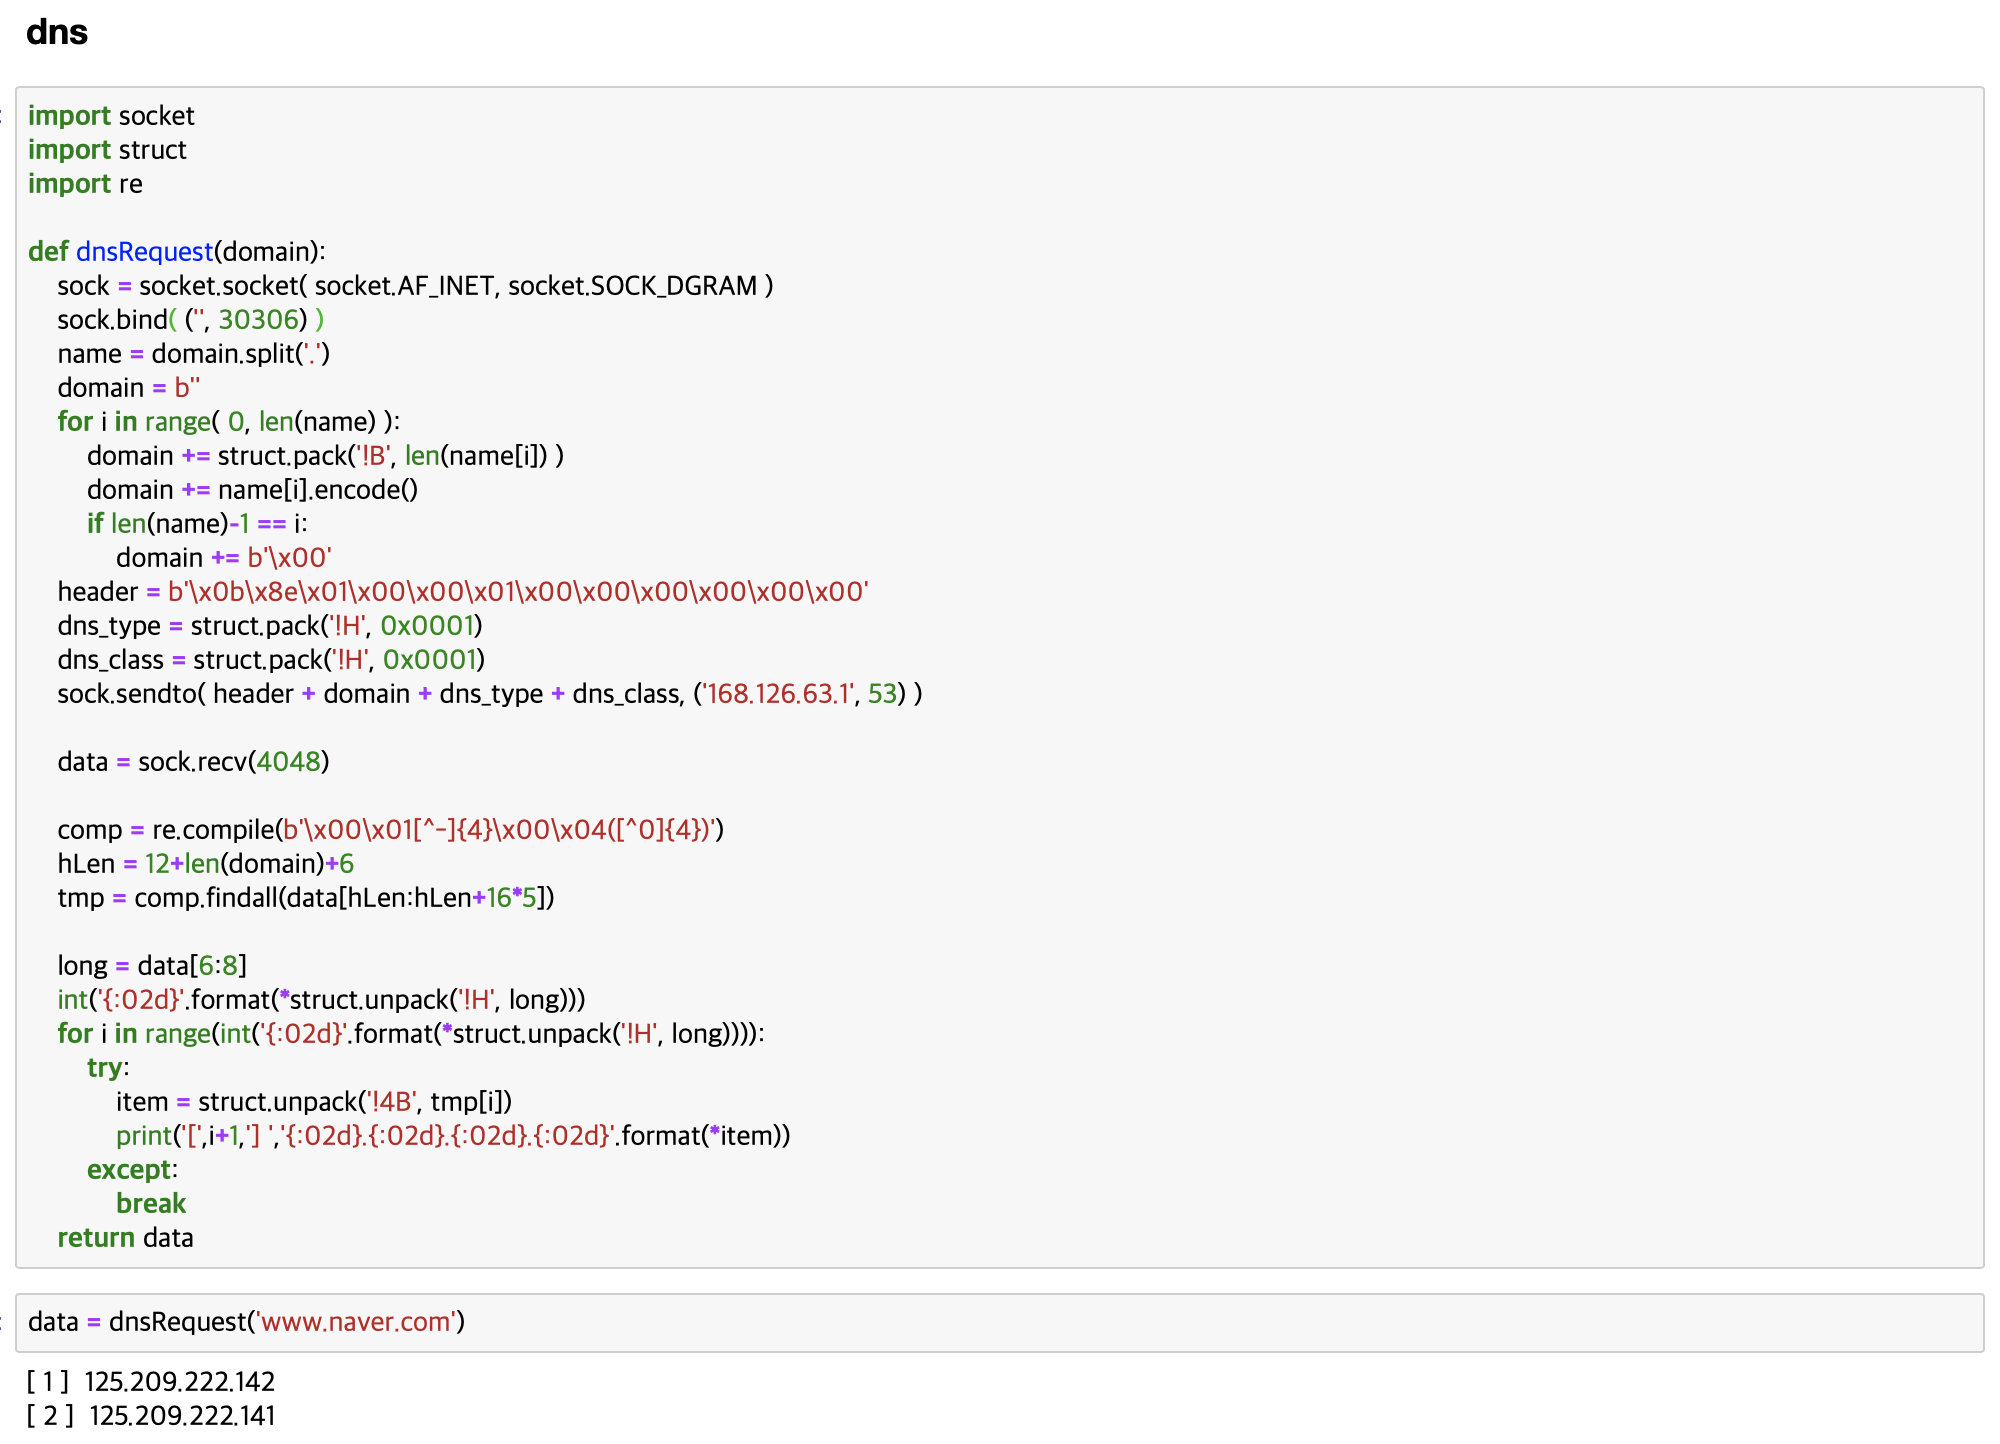 dns
import socket
import struct
import re
def dnsRequest(domain):
sock = socket.socket( socket.AF_INET, socket.SOCK_DGRAM )
sock.bind( ('', 30306) )
name = domain.split('.')
domain = b''
for i in range( 0, len(name) ):
domain += struct.pack('!B', len(name[i]) )
domain += name[i].encode()
if len(name)-1 == i:
domain += b'\x00'
header = b'\x0b\x8e\x01\x00\x00\x01\x00\x00\x00\x00\x00\x00'
dns_type = struct.pack('!H', 0x0001)
dns_class = struct.pack('!H', 0x0001)
sock.sendto( header + domain + dns_type + dns_class, ('168.126.63.1', 53) )
data = sock.recv(4048)
comp = re.compile(b'\x00\x01[^-]{4}\x00\x04([^0]{4})')
hLen = 12+len(domain)+6
tmp = comp.findall(data[hLen:hLen+16*5])
long = data[6:8]
int('{:02d}'.format(*struct.unpack('!H', long)))
for i in range(int('{:02d}'.format(*struct.unpack('!H', long)))):
try:
item = struct.unpack('!4B', tmp[i])
print('[',i+1,'] ','{:02d}.{:02d}.{:02d}.{:02d}'.format(*item))
except:
break
return data
data = dnsRequest('www.naver.com')
[ 1 ]  125.209.222.142
[ 2 ]  125.209.222.141